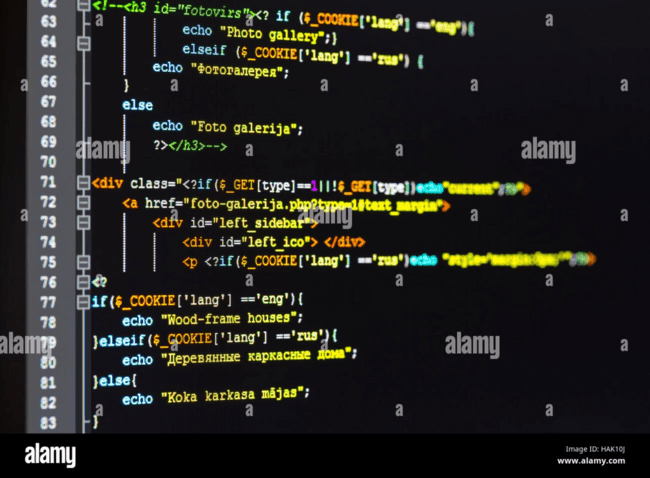 62 <!--<h3 id="fotovirs"><? if ($_COOKIE['lang'] =='eng'){
63 echo "Photo gallery";}
64 elseif ($_COOKIE['lang'] =='rus') {
65 echo "Фотогалерея";
66 }
67 else
68 echo "Foto galerija";
69 ?></h3>-->
70
71 <div class="<?if($_GET[type]==1||!$_GET[type])echo"current";?>">
72 <a href="foto-galerija.php?type=1#text_margin">
73 <div id="left_sidebar">
74 <div id="left_ico"> </div>
75 <p <?if($_COOKIE['lang'] =='rus')echo
76 <?
77 if($_COOKIE['lang'] =='eng'){
78 echo "Wood-frame houses";
79 }elseif($_COOKIE['lang'] =='rus'){
80 echo "Деревянные каркасные дома";
81 }else{
82 echo "Koka karkasa mājas";
83 }
alamy
alamy
alamy
alamy
alamy
alamy
Image ID: HAK10J
www.alamy.com